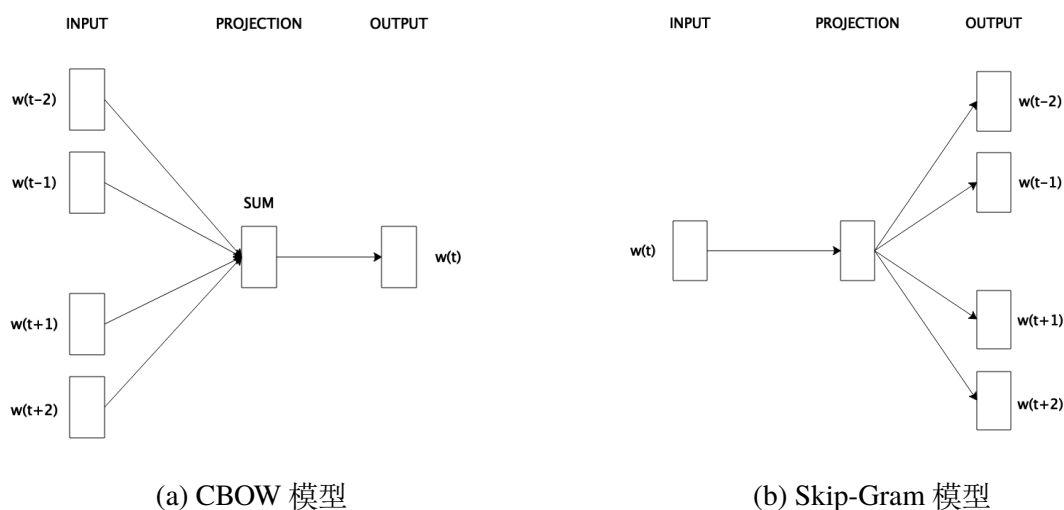 INPUT PROJECTION OUTPUT
w(t-2)
w(t-1)
SUM
w(t)
w(t+1)
w(t+2)
(a) CBOW 模型
INPUT PROJECTION OUTPUT
w(t-2)
w(t-1)
w(t)
w(t+1)
w(t+2)
(b) Skip-Gram 模型